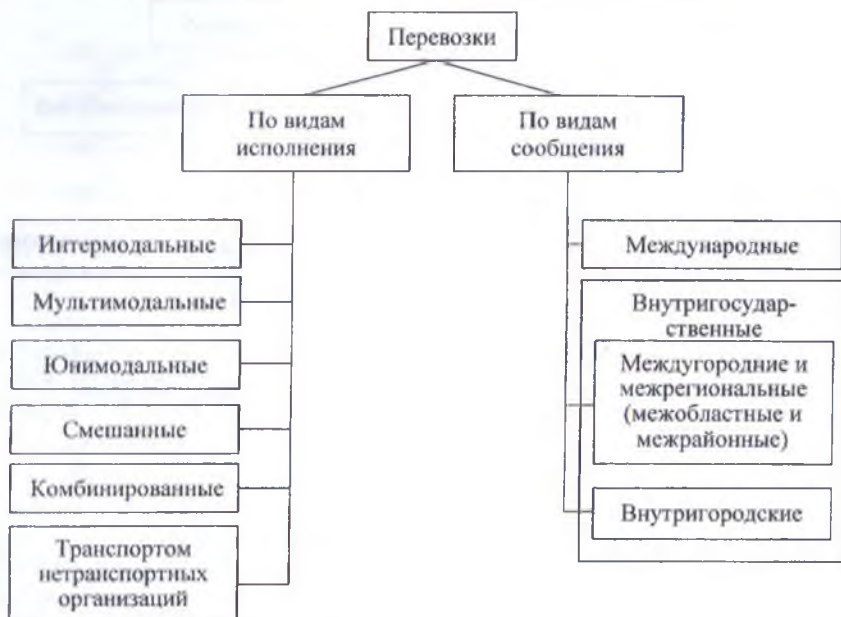 Перевозки
По видам
исполнения
По видам
сообщения
Интермодальные
Мультимодальные
Юнимодальные
Смешанные
Комбинированные
Транспортом
нетранспортных
организаций
Международные
Внутригосудар-
ственные
Междугородние и
межрегиональные
(межобластные и
межрайонные)
Внутригородские